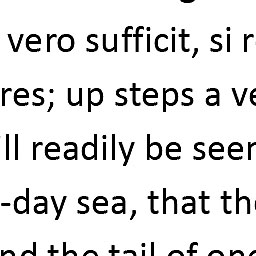 vero sufficit, si r
res; up steps a ve
ll readily be seen
-day sea, that the
nd the tail of one